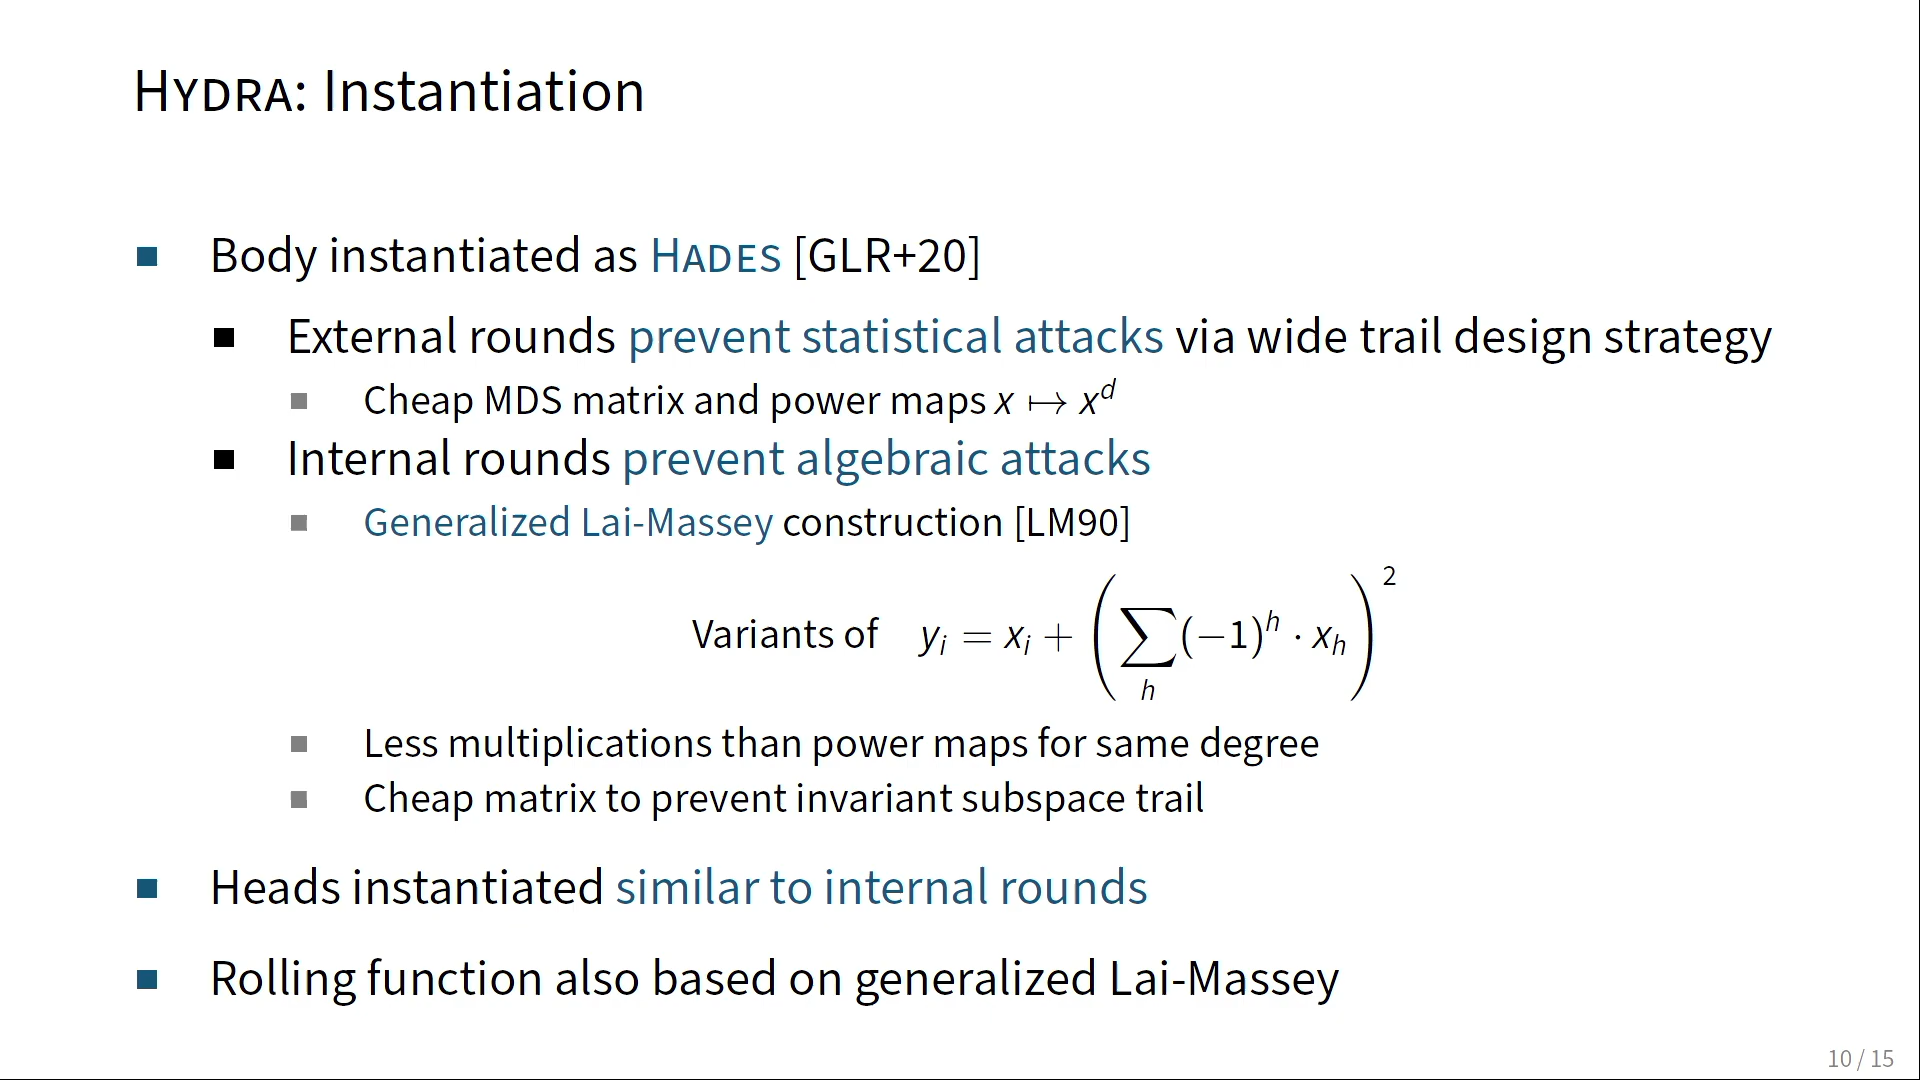 HYDRA: Instantiation
Body instantiated as HADES [GLR+20]
External rounds prevent statistical attacks via wide trail design strategy
Cheap MDS matrix and power maps x ↦ x^d
Internal rounds prevent algebraic attacks
Generalized Lai-Massey construction [LM90]
Variants of y_i = x_i + (∑_h (−1)^h · x_h)^2
Less multiplications than power maps for same degree
Cheap matrix to prevent invariant subspace trail
Heads instantiated similar to internal rounds
Rolling function also based on generalized Lai-Massey
10 / 15